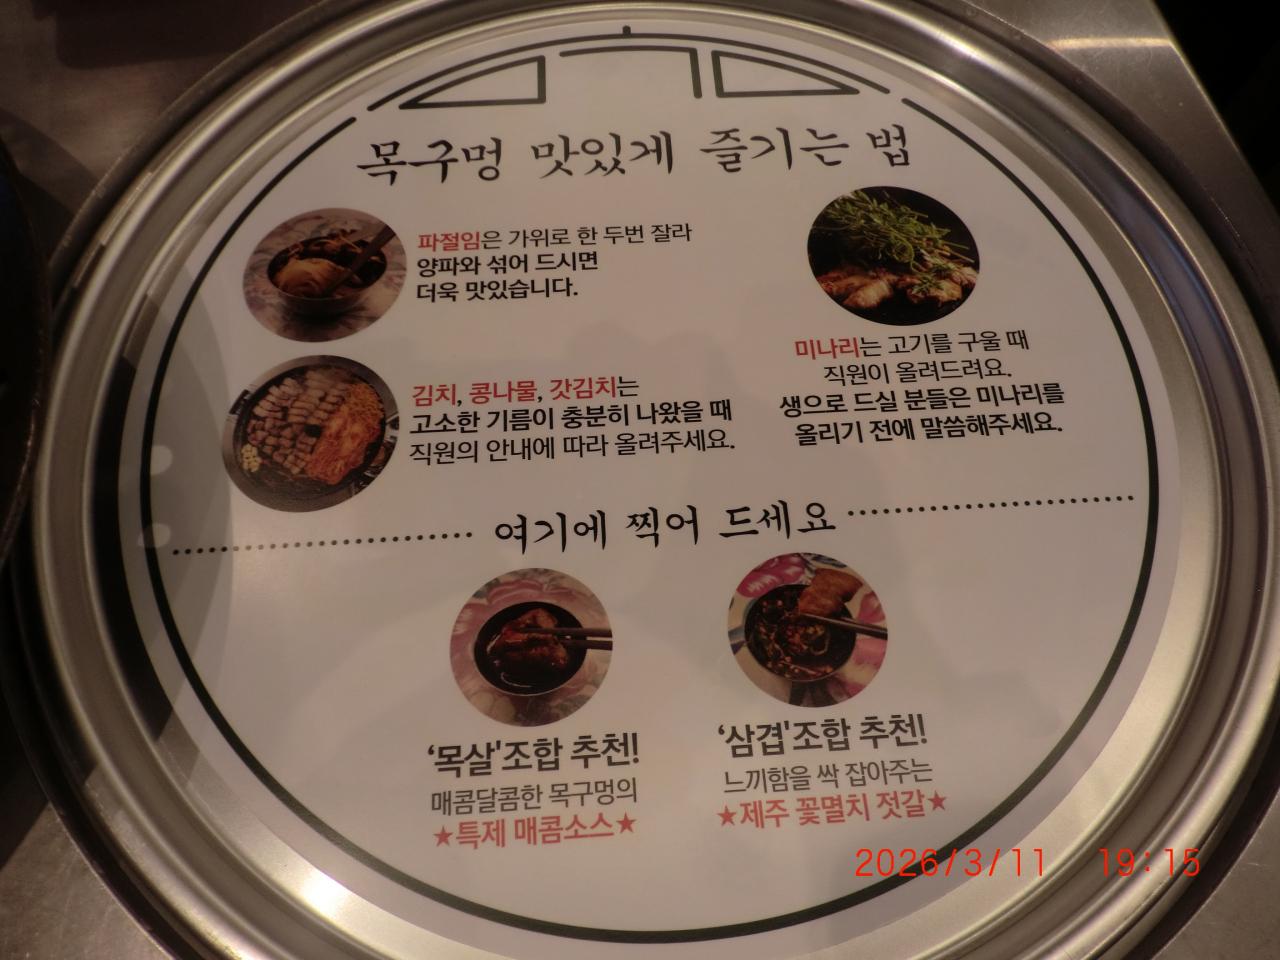 목구멍 맛있게 즐기는 법
파절임은 가위로 한 두번 잘라
양파와 섞어 드시면
더욱 맛있습니다.
미나리는 고기를 구울 때
직원이 올려드려요.
생으로 드실 분들은 미나리를
올리기 전에 말씀해주세요.
김치, 콩나물, 갓김치는
고소한 기름이 충분히 나왔을 때
직원의 안내에 따라 올려주세요.
여기에 찍어 드세요
'목살'조합 추천!
매콤달콤한 목구멍의
★특제 매콤소스★
'삼겹'조합 추천!
느끼함을 싹 잡아주는
★제주 꽃멸치 젓갈★
2026/3/11 19:15